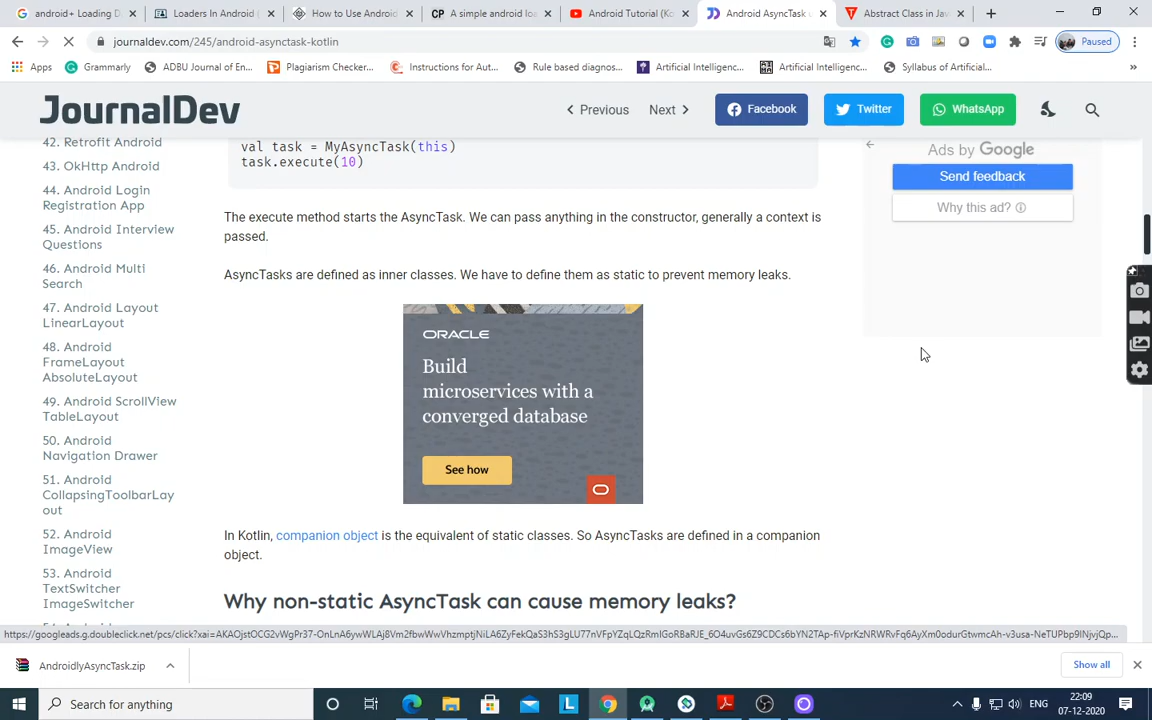 android+ Loading D
Loaders In Android (
How to Use Android
CP A simple android loa
Android Tutorial (Ko
Android AsyncTask u
Abstract Class in Jav
journaldev.com/245/android-asynctask-kotlin
Paused
Apps
Grammarly
ADBU Journal of En...
Plagiarism Checker...
Instructions for Aut...
Rule based diagnos...
Artificial Intelligenc...
Artificial Intelligenc...
Syllabus of Artificial...
JournalDev
Previous
Next
Facebook
Twitter
WhatsApp
42. Retrofit Android
43. OkHttp Android
44. Android Login
Registration App
45. Android Interview
Questions
46. Android Multi
Search
47. Android Layout
LinearLayout
48. Android
FrameLayout
AbsoluteLayout
49. Android ScrollView
TableLayout
50. Android
Navigation Drawer
51. Android
CollapsingToolbarLay
out
52. Android
ImageView
53. Android
TextSwitcher
ImageSwitcher
val task = MyAsyncTask(this)
task.execute(10)
The execute method starts the AsyncTask. We can pass anything in the constructor, generally a context is
passed.
AsyncTasks are defined as inner classes. We have to define them as static to prevent memory leaks.
ORACLE
Build
microservices with a
converged database
See how
In Kotlin, companion object is the equivalent of static classes. So AsyncTasks are defined in a companion
object.
Why non-static AsyncTask can cause memory leaks?
Ads by Google
Send feedback
Why this ad?
AndroidlyAsyncTask.zip
Show all
Search for anything
ENG
22:09
07-12-2020